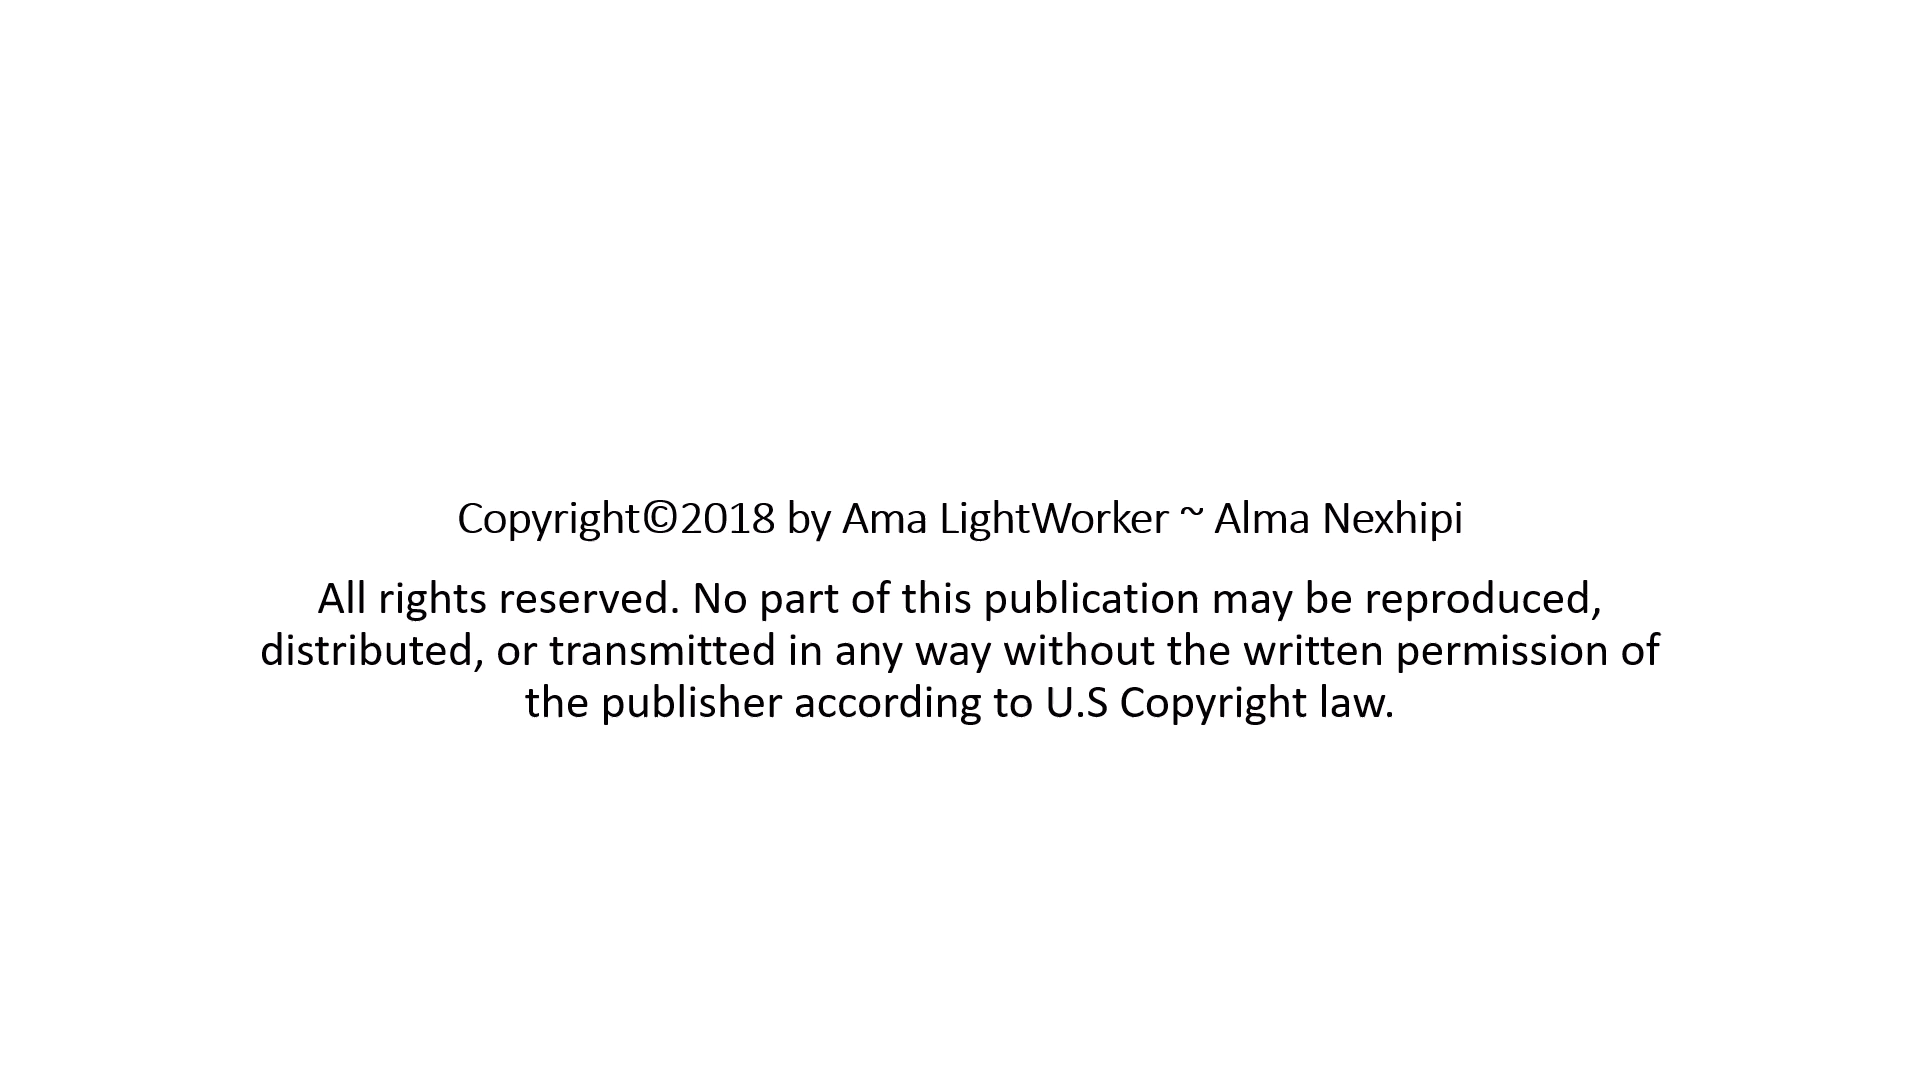 Copyright©2018 by Ama LightWorker ~ Alma Nexhipi
All rights reserved. No part of this publication may be reproduced,
distributed, or transmitted in any way without the written permission of
the publisher according to U.S Copyright law.